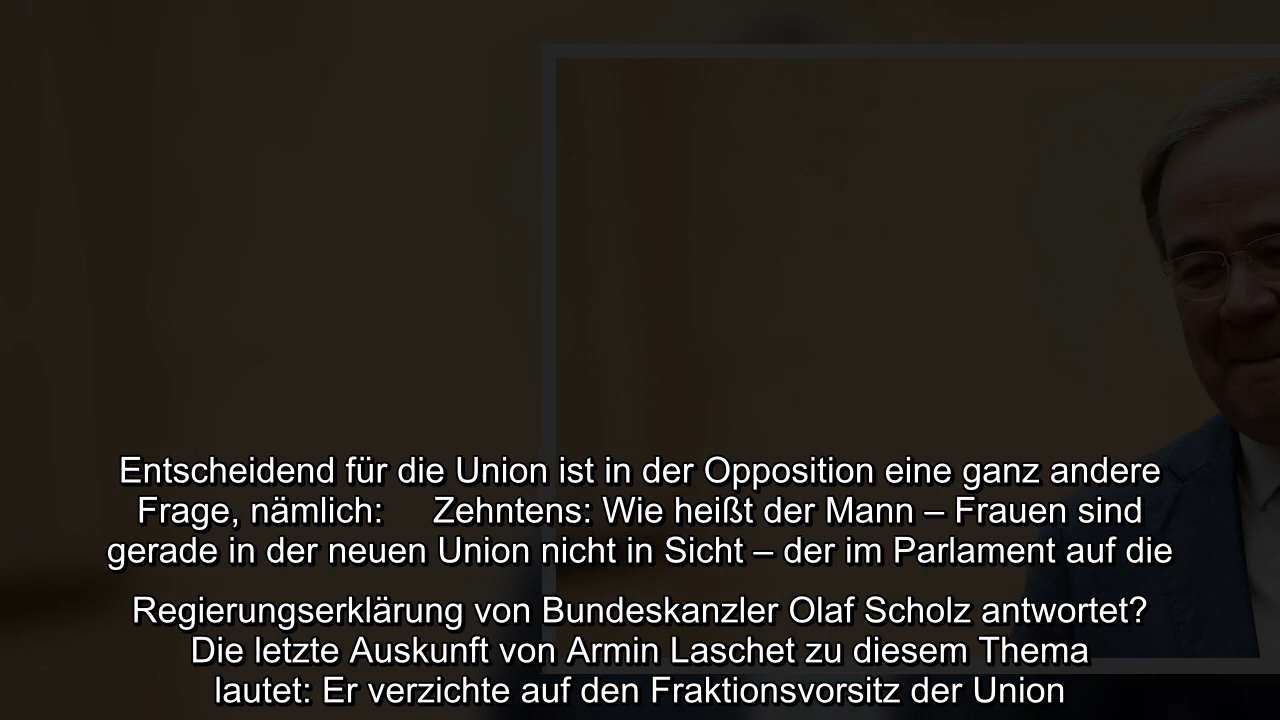 Entscheidend für die Union ist in der Opposition eine ganz andere
Frage, nämlich: Zehntens: Wie heißt der Mann – Frauen sind
gerade in der neuen Union nicht in Sicht – der im Parlament auf die
Regierungserklärung von Bundeskanzler Olaf Scholz antwortet?
Die letzte Auskunft von Armin Laschet zu diesem Thema
lautet: Er verzichte auf den Fraktionsvorsitz der Union